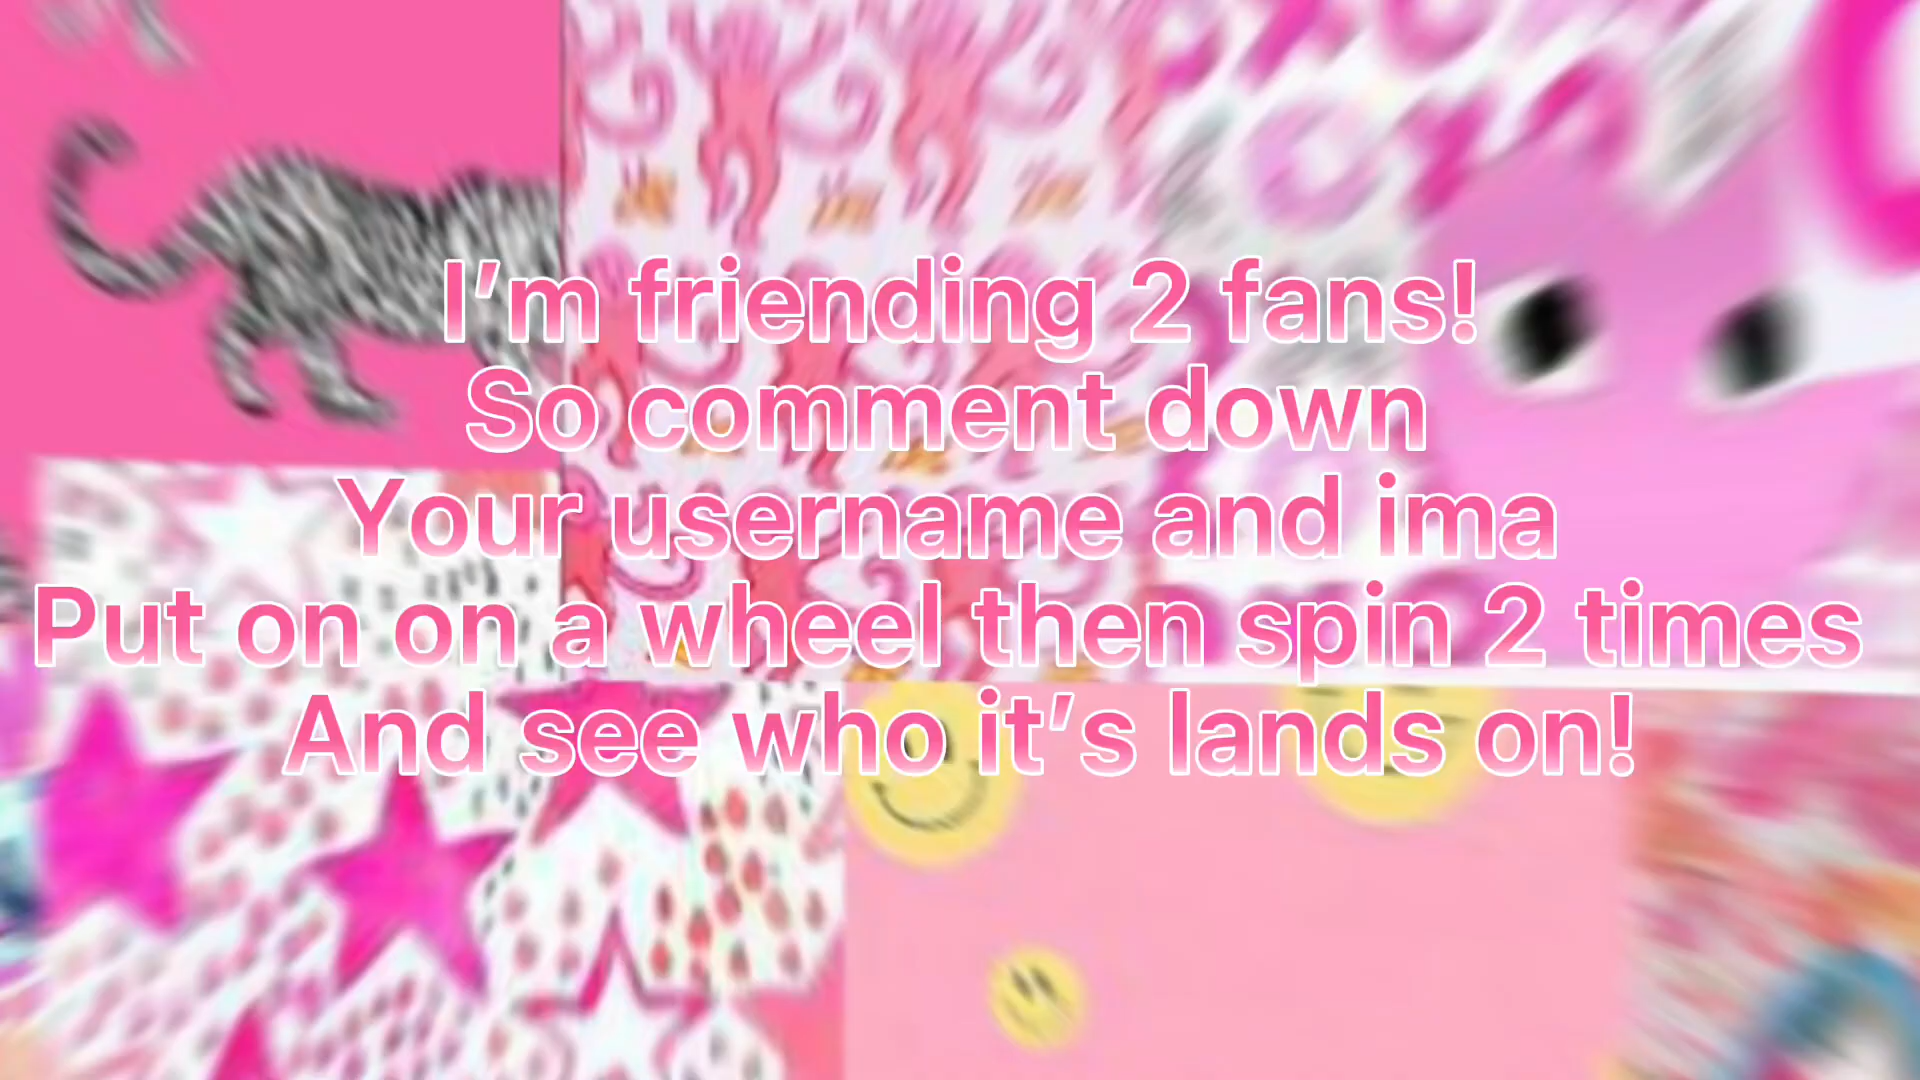 I’m friending 2 fans!
So comment down
Your username and ima
Put on on a wheel then spin 2 times
And see who it’s lands on!